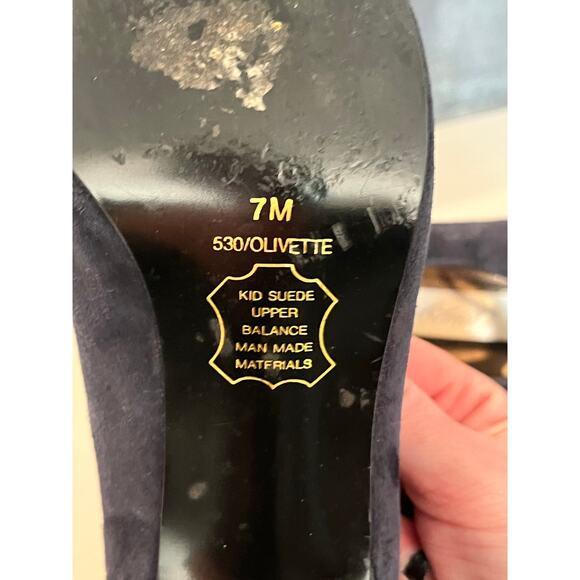 7M
530/OLIVETTE
KID SUEDE
UPPER
BALANCE
MAN MADE
MATERIALS